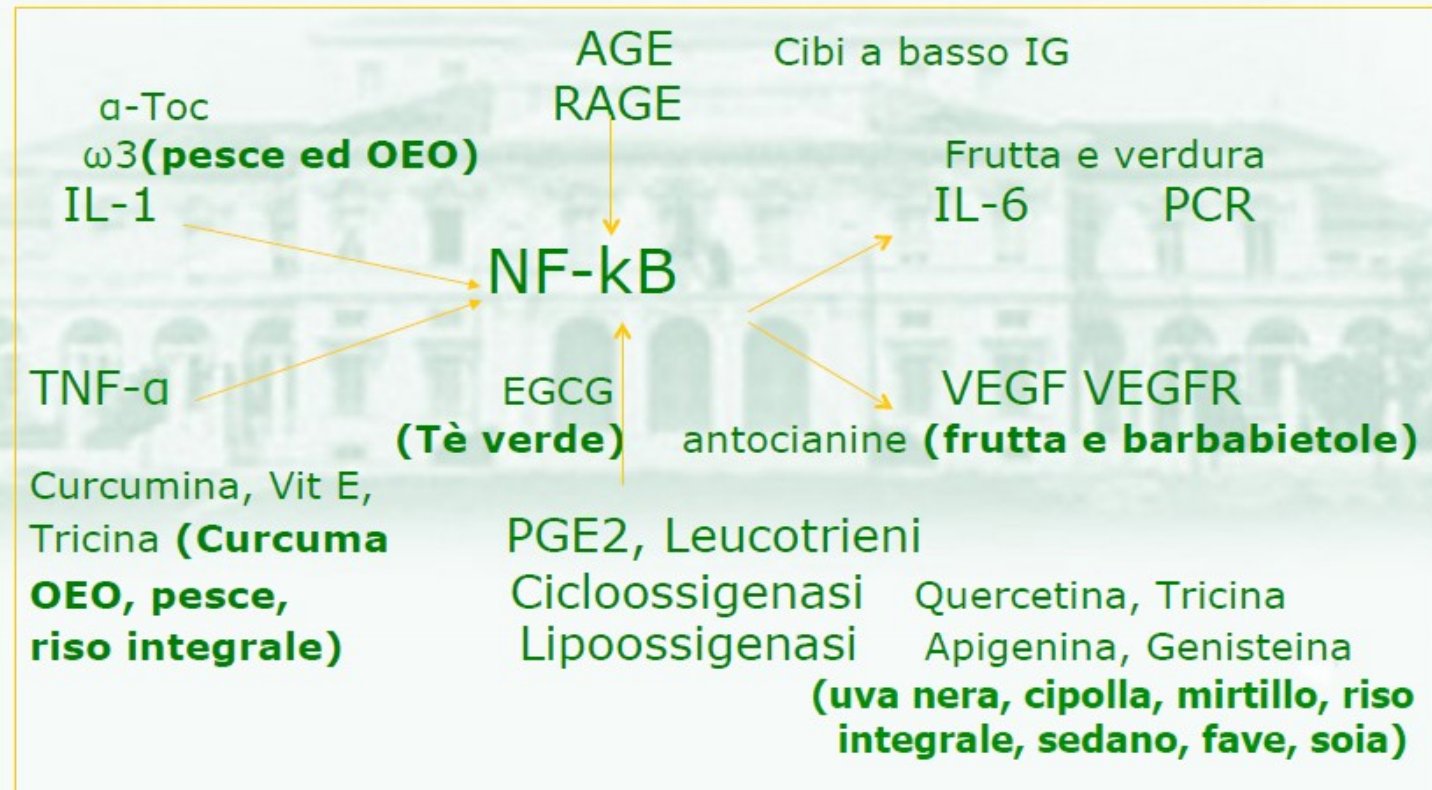 AGE Cibi a basso IG
RAGE
α-Toc
ω3(pesce ed OEO)
IL-1
Frutta e verdura
IL-6 PCR
NF-kB
TNF-α
EGCG
(Tè verde)
VEGF VEGFR
antocianine (frutta e barbabietole)
Curcumina, Vit E,
Tricina (Curcuma
OEO, pesce,
riso integrale)
PGE2, Leucotrieni
Cicloossigenasi
Lipoossigenasi
Quercetina, Tricina
Apigenina, Genisteina
(uva nera, cipolla, mirtillo, riso
integrale, sedano, fave, soia)